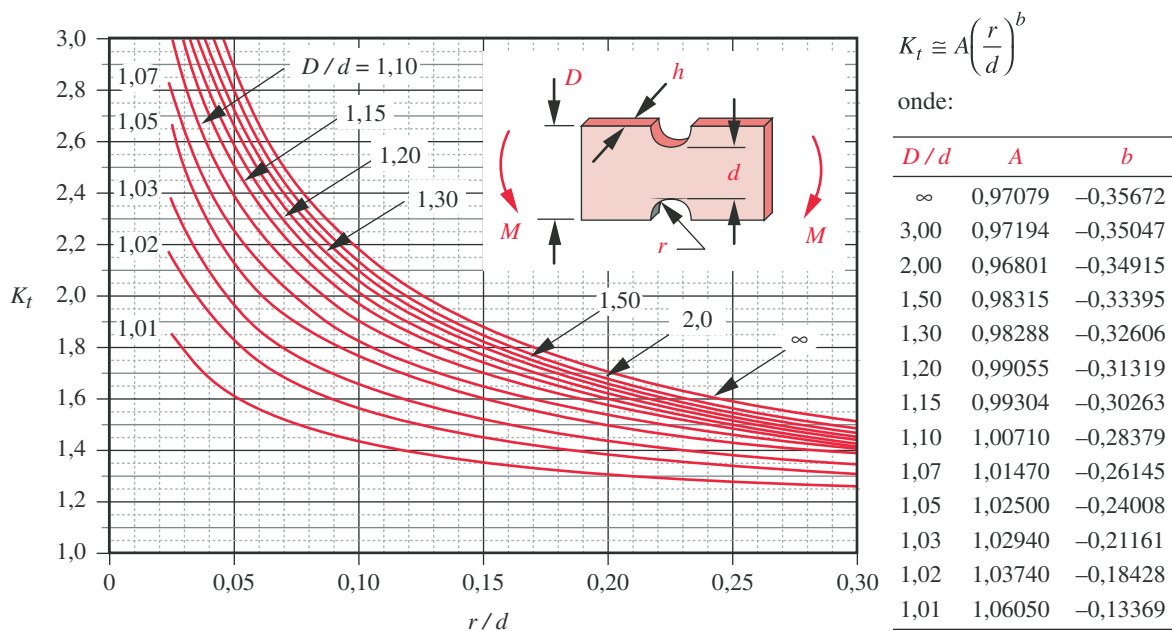 3,0
2,8
2,6
2,4
2,2
2,0
1,8
1,6
1,4
1,2
1,0
K_t
0
0,05
0,10
0,15
0,20
0,25
0,30
r / d
1,07
1,05
1,03
1,02
1,01
D / d = 1,10
1,15
1,20
1,30
1,50
2,0
∞
D
h
d
r
M
M
K_t ≅ A(r/d)^b
onde:
D / d A b
∞ 0,97079 –0,35672
3,00 0,97194 –0,35047
2,00 0,96801 –0,34915
1,50 0,98315 –0,33395
1,30 0,98288 –0,32606
1,20 0,99055 –0,31319
1,15 0,99304 –0,30263
1,10 1,00710 –0,28379
1,07 1,01470 –0,26145
1,05 1,02500 –0,24008
1,03 1,02940 –0,21161
1,02 1,03740 –0,18428
1,01 1,06050 –0,13369